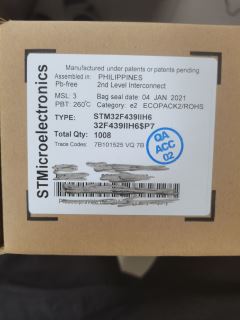 STMicroelectronics
Manufactured under patents or patents pending
Assembled in: PHILIPPINES
Pb-free 2nd Level Interconnect
MSL: 3 Bag seal date: 04 JAN 2021
PBT: 260°C Category: e2 ECOPACK2/ROHS
TYPE: STM32F439IIH6
32F439IIH6$P7
Total Qty: 1008
Trace Codes: 7B101525 VQ 7B
QA
ACC
02